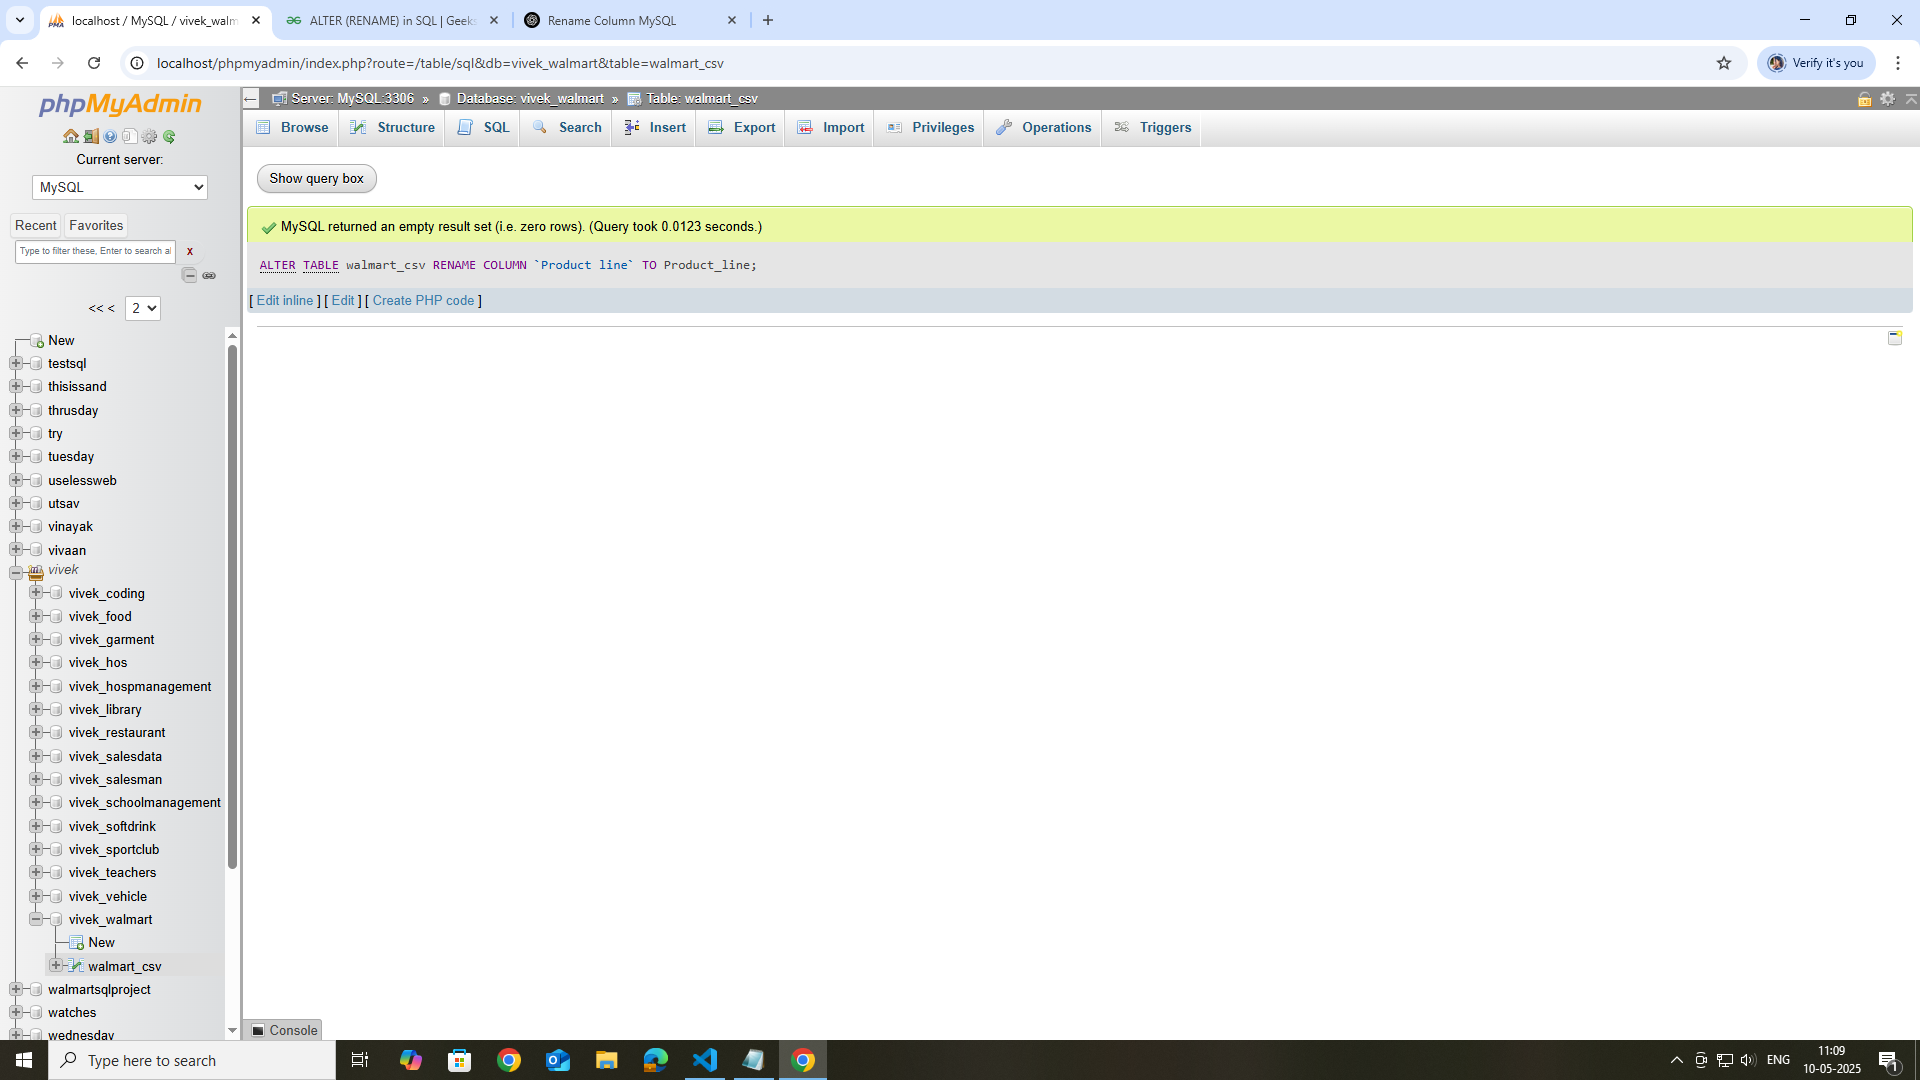 localhost / MySQL / vivek_walm
ALTER (RENAME) in SQL | Geeks
Rename Column MySQL
localhost/phpmyadmin/index.php?route=/table/sql&db=vivek_walmart&table=walmart_csv
Verify it's you
phpMyAdmin
Current server:
MySQL
Recent
Favorites
Type to filter these, Enter to search al
x
<< <
2
New
testsql
thisissand
thrusday
try
tuesday
uselessweb
utsav
vinayak
vivaan
vivek
vivek_coding
vivek_food
vivek_garment
vivek_hos
vivek_hospmanagement
vivek_library
vivek_restaurant
vivek_salesdata
vivek_salesman
vivek_schoolmanagement
vivek_softdrink
vivek_sportclub
vivek_teachers
vivek_vehicle
vivek_walmart
New
walmart_csv
walmartsqlproject
watches
wednesday
Server: MySQL:3306 » Database: vivek_walmart » Table: walmart_csv
Browse Structure SQL Search Insert Export Import Privileges Operations Triggers
Show query box
MySQL returned an empty result set (i.e. zero rows). (Query took 0.0123 seconds.)
ALTER TABLE walmart_csv RENAME COLUMN `Product line` TO Product_line;
[ Edit inline ] [ Edit ] [ Create PHP code ]
Console
Type here to search
ENG
11:09
10-05-2025
1